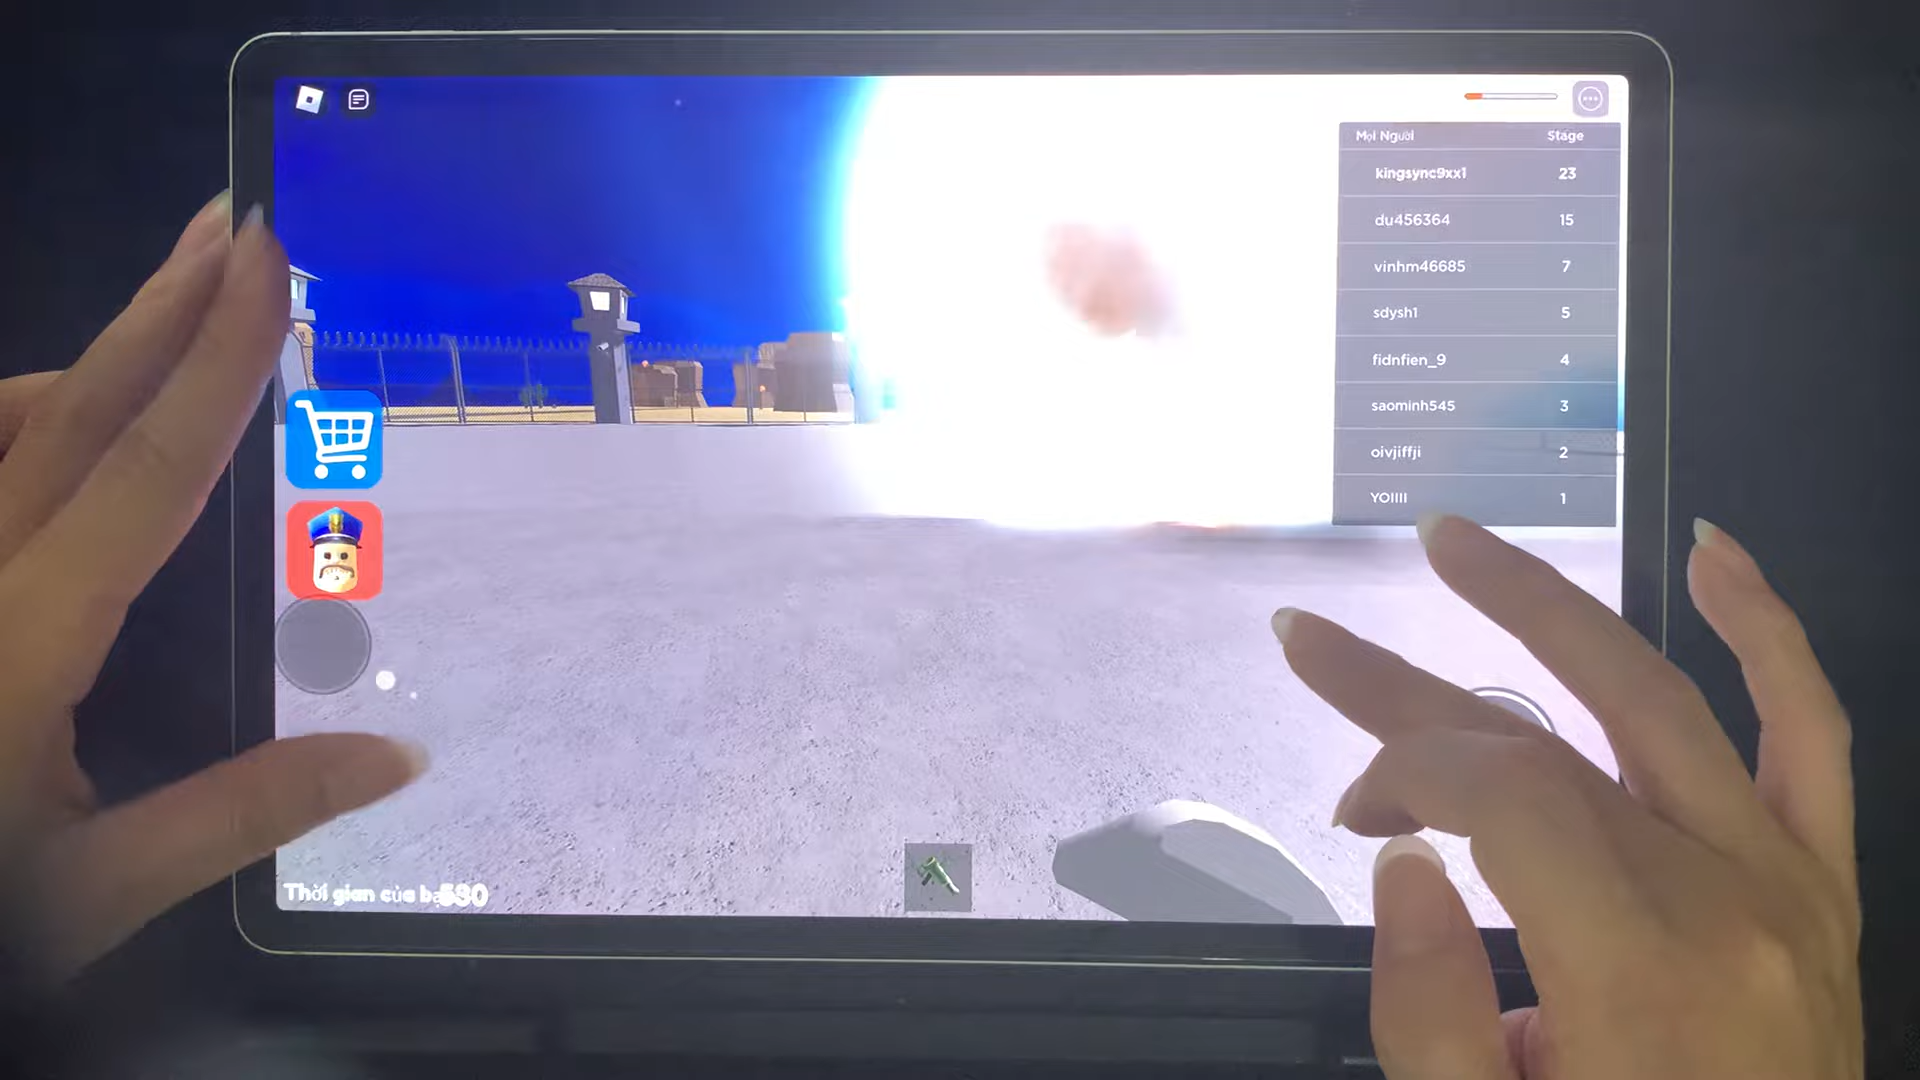 Mọi Người Stage
kingsync9xx1 23
du456364 15
vinhm46685 7
sdysh1 5
fidnfien_9 4
saominh545 3
oivjiffji 2
YOIIII 1
Thời gian của